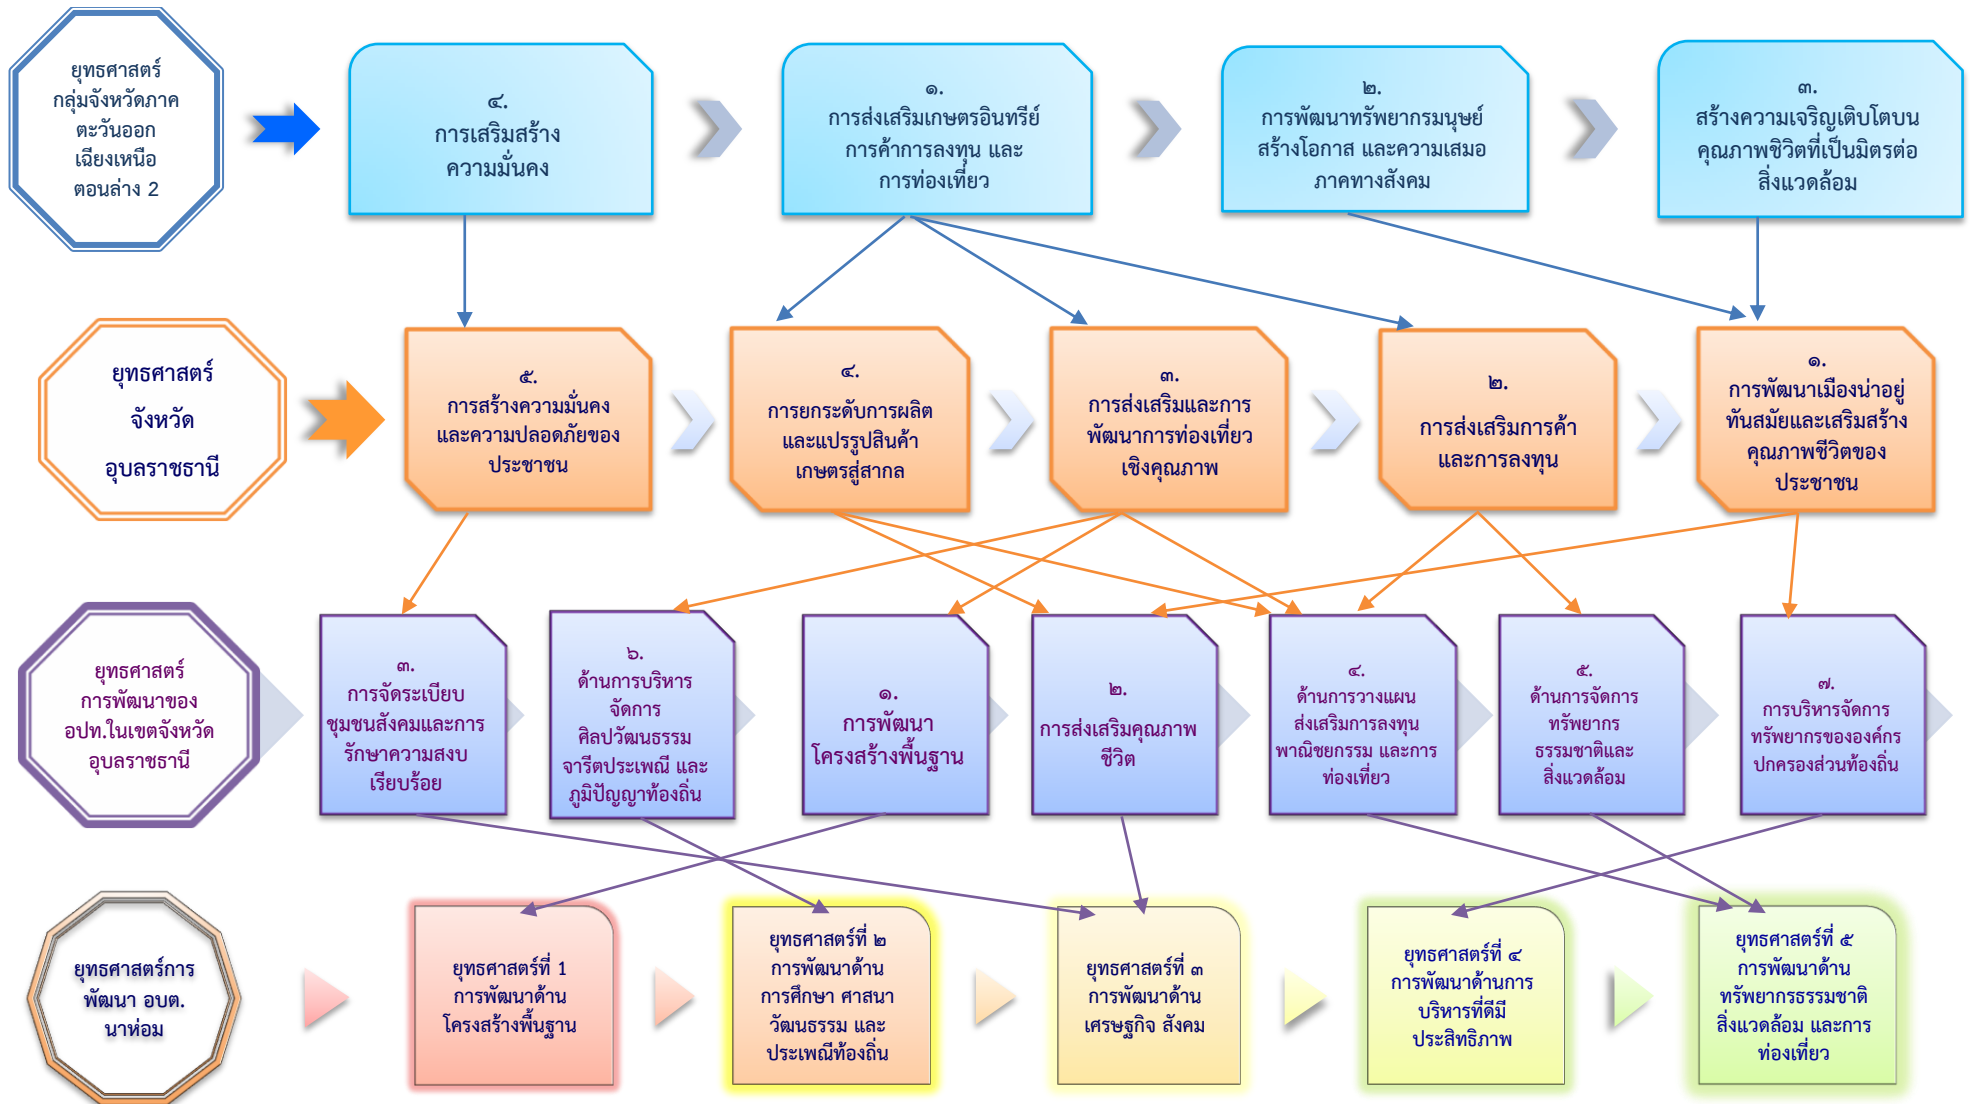 ยุทธศาสตร์
กลุ่มจังหวัดภาค
ตะวันออก
เฉียงเหนือ
ตอนล่าง 2
๔.
การเสริมสร้าง
ความมั่นคง
๑.
การส่งเสริมเกษตรอินทรีย์
การค้าการลงทุน และ
การท่องเที่ยว
๒.
การพัฒนาทรัพยากรมนุษย์
สร้างโอกาส และความเสมอ
ภาคทางสังคม
๓.
สร้างความเจริญเติบโตบน
คุณภาพชีวิตที่เป็นมิตรต่อ
สิ่งแวดล้อม
ยุทธศาสตร์
จังหวัด
อุบลราชธานี
๕.
การสร้างความมั่นคง
และความปลอดภัยของ
ประชาชน
๔.
การยกระดับการผลิต
และแปรรูปสินค้า
เกษตรสู่สากล
๓.
การส่งเสริมและการ
พัฒนาการท่องเที่ยว
เชิงคุณภาพ
๒.
การส่งเสริมการค้า
และการลงทุน
๑.
การพัฒนาเมืองน่าอยู่
ทันสมัยและเสริมสร้าง
คุณภาพชีวิตของ
ประชาชน
ยุทธศาสตร์
การพัฒนาของ
อปท.ในเขตจังหวัด
อุบลราชธานี
๓.
การจัดระเบียบ
ชุมชนสังคมและการ
รักษาความสงบ
เรียบร้อย
๖.
ด้านการบริหาร
จัดการ
ศิลปวัฒนธรรม
จารีตประเพณี และ
ภูมิปัญญาท้องถิ่น
๑.
การพัฒนา
โครงสร้างพื้นฐาน
๒.
การส่งเสริมคุณภาพ
ชีวิต
๔.
ด้านการวางแผน
ส่งเสริมการลงทุน
พาณิชยกรรม และการ
ท่องเที่ยว
๕.
ด้านการจัดการ
ทรัพยากร
ธรรมชาติและ
สิ่งแวดล้อม
๗.
การบริหารจัดการ
ทรัพยากรขององค์กร
ปกครองส่วนท้องถิ่น
ยุทธศาสตร์การ
พัฒนา อบต.
นาห่อม
ยุทธศาสตร์ที่ 1
การพัฒนาด้าน
โครงสร้างพื้นฐาน
ยุทธศาสตร์ที่ ๒
การพัฒนาด้าน
การศึกษา ศาสนา
วัฒนธรรม และ
ประเพณีท้องถิ่น
ยุทธศาสตร์ที่ ๓
การพัฒนาด้าน
เศรษฐกิจ สังคม
ยุทธศาสตร์ที่ ๔
การพัฒนาด้านการ
บริหารที่ดีมี
ประสิทธิภาพ
ยุทธศาสตร์ที่ ๕
การพัฒนาด้าน
ทรัพยากรธรรมชาติ
สิ่งแวดล้อม และการ
ท่องเที่ยว